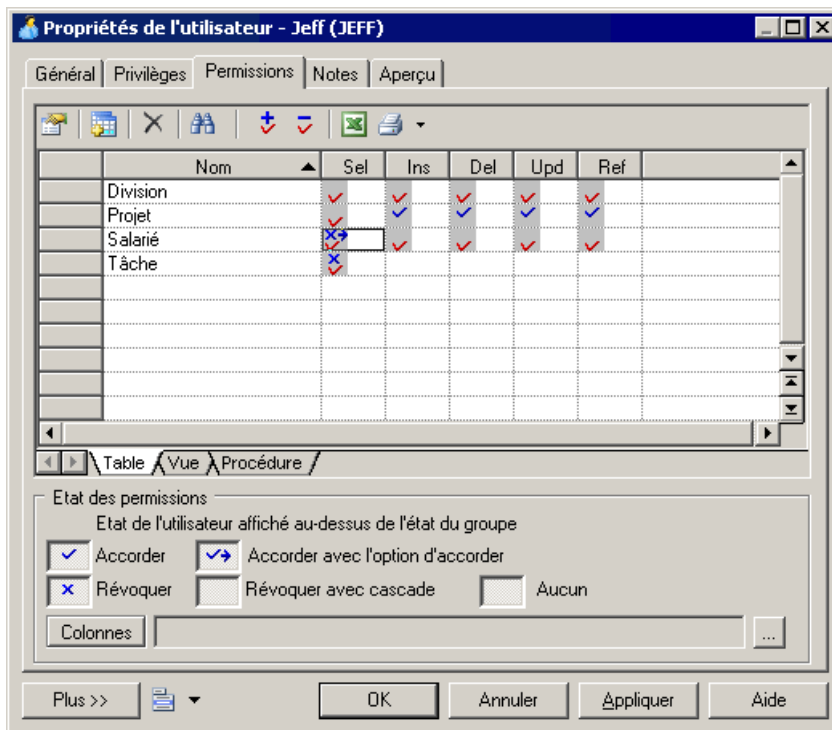 Propriétés de l'utilisateur - Jeff (JEFF)
Général Privilèges Permissions Notes Aperçu
Nom Sel Ins Del Upd Ref
Division
Projet
Salarié
Tâche
Table Vue Procédure
Etat des permissions
Etat de l'utilisateur affiché au-dessus de l'état du groupe
Accorder Accorder avec l'option d'accorder
Révoquer Révoquer avec cascade Aucun
Colonnes ...
Plus >> OK Annuler Appliquer Aide